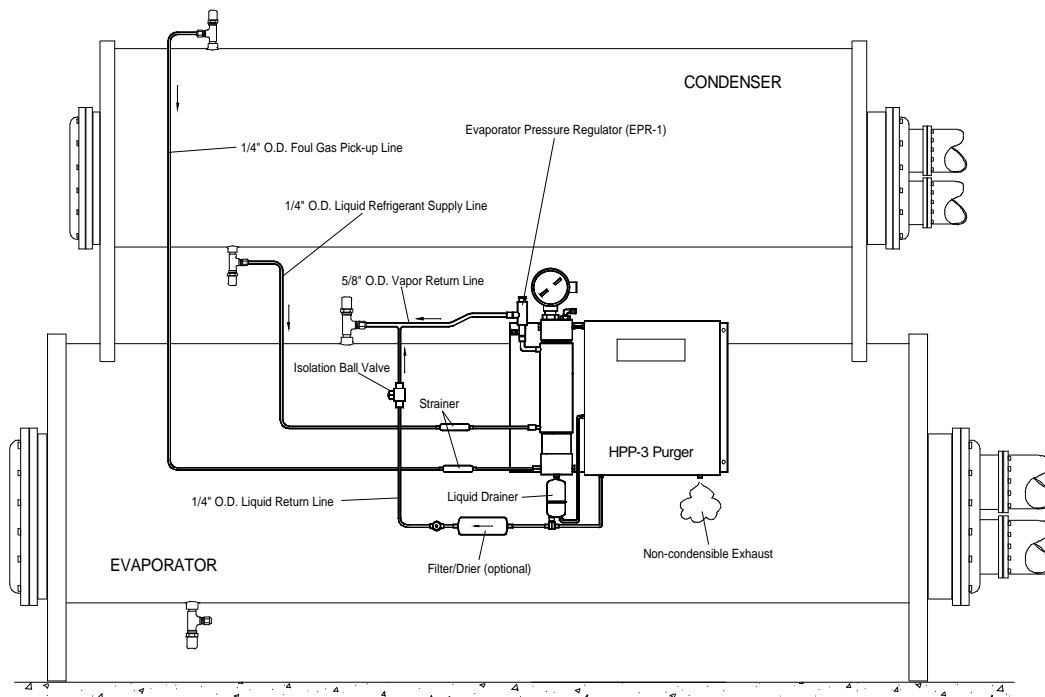 CONDENSER
Evaporator Pressure Regulator (EPR-1)
1/4" O.D. Foul Gas Pick-up Line
1/4" O.D. Liquid Refrigerant Supply Line
5/8" O.D. Vapor Return Line
Isolation Ball Valve
Strainer
HPP-3 Purger
Liquid Drainer
1/4" O.D. Liquid Return Line
Non-condensible Exhaust
EVAPORATOR
Filter/Drier (optional)